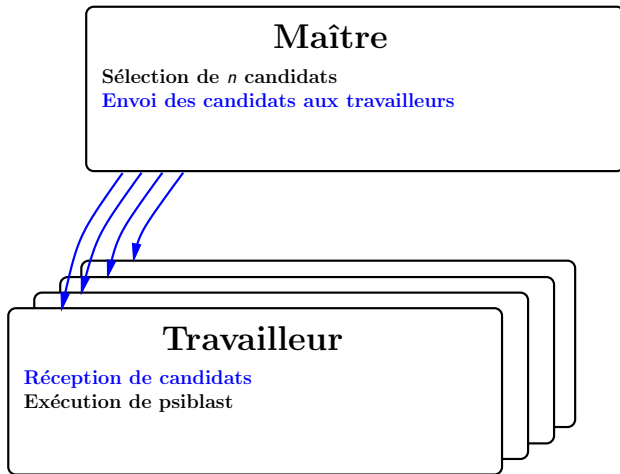 Maître
Sélection de n candidats
Envoi des candidats aux travailleurs
Travailleur
Réception de candidats
Exécution de psiblast